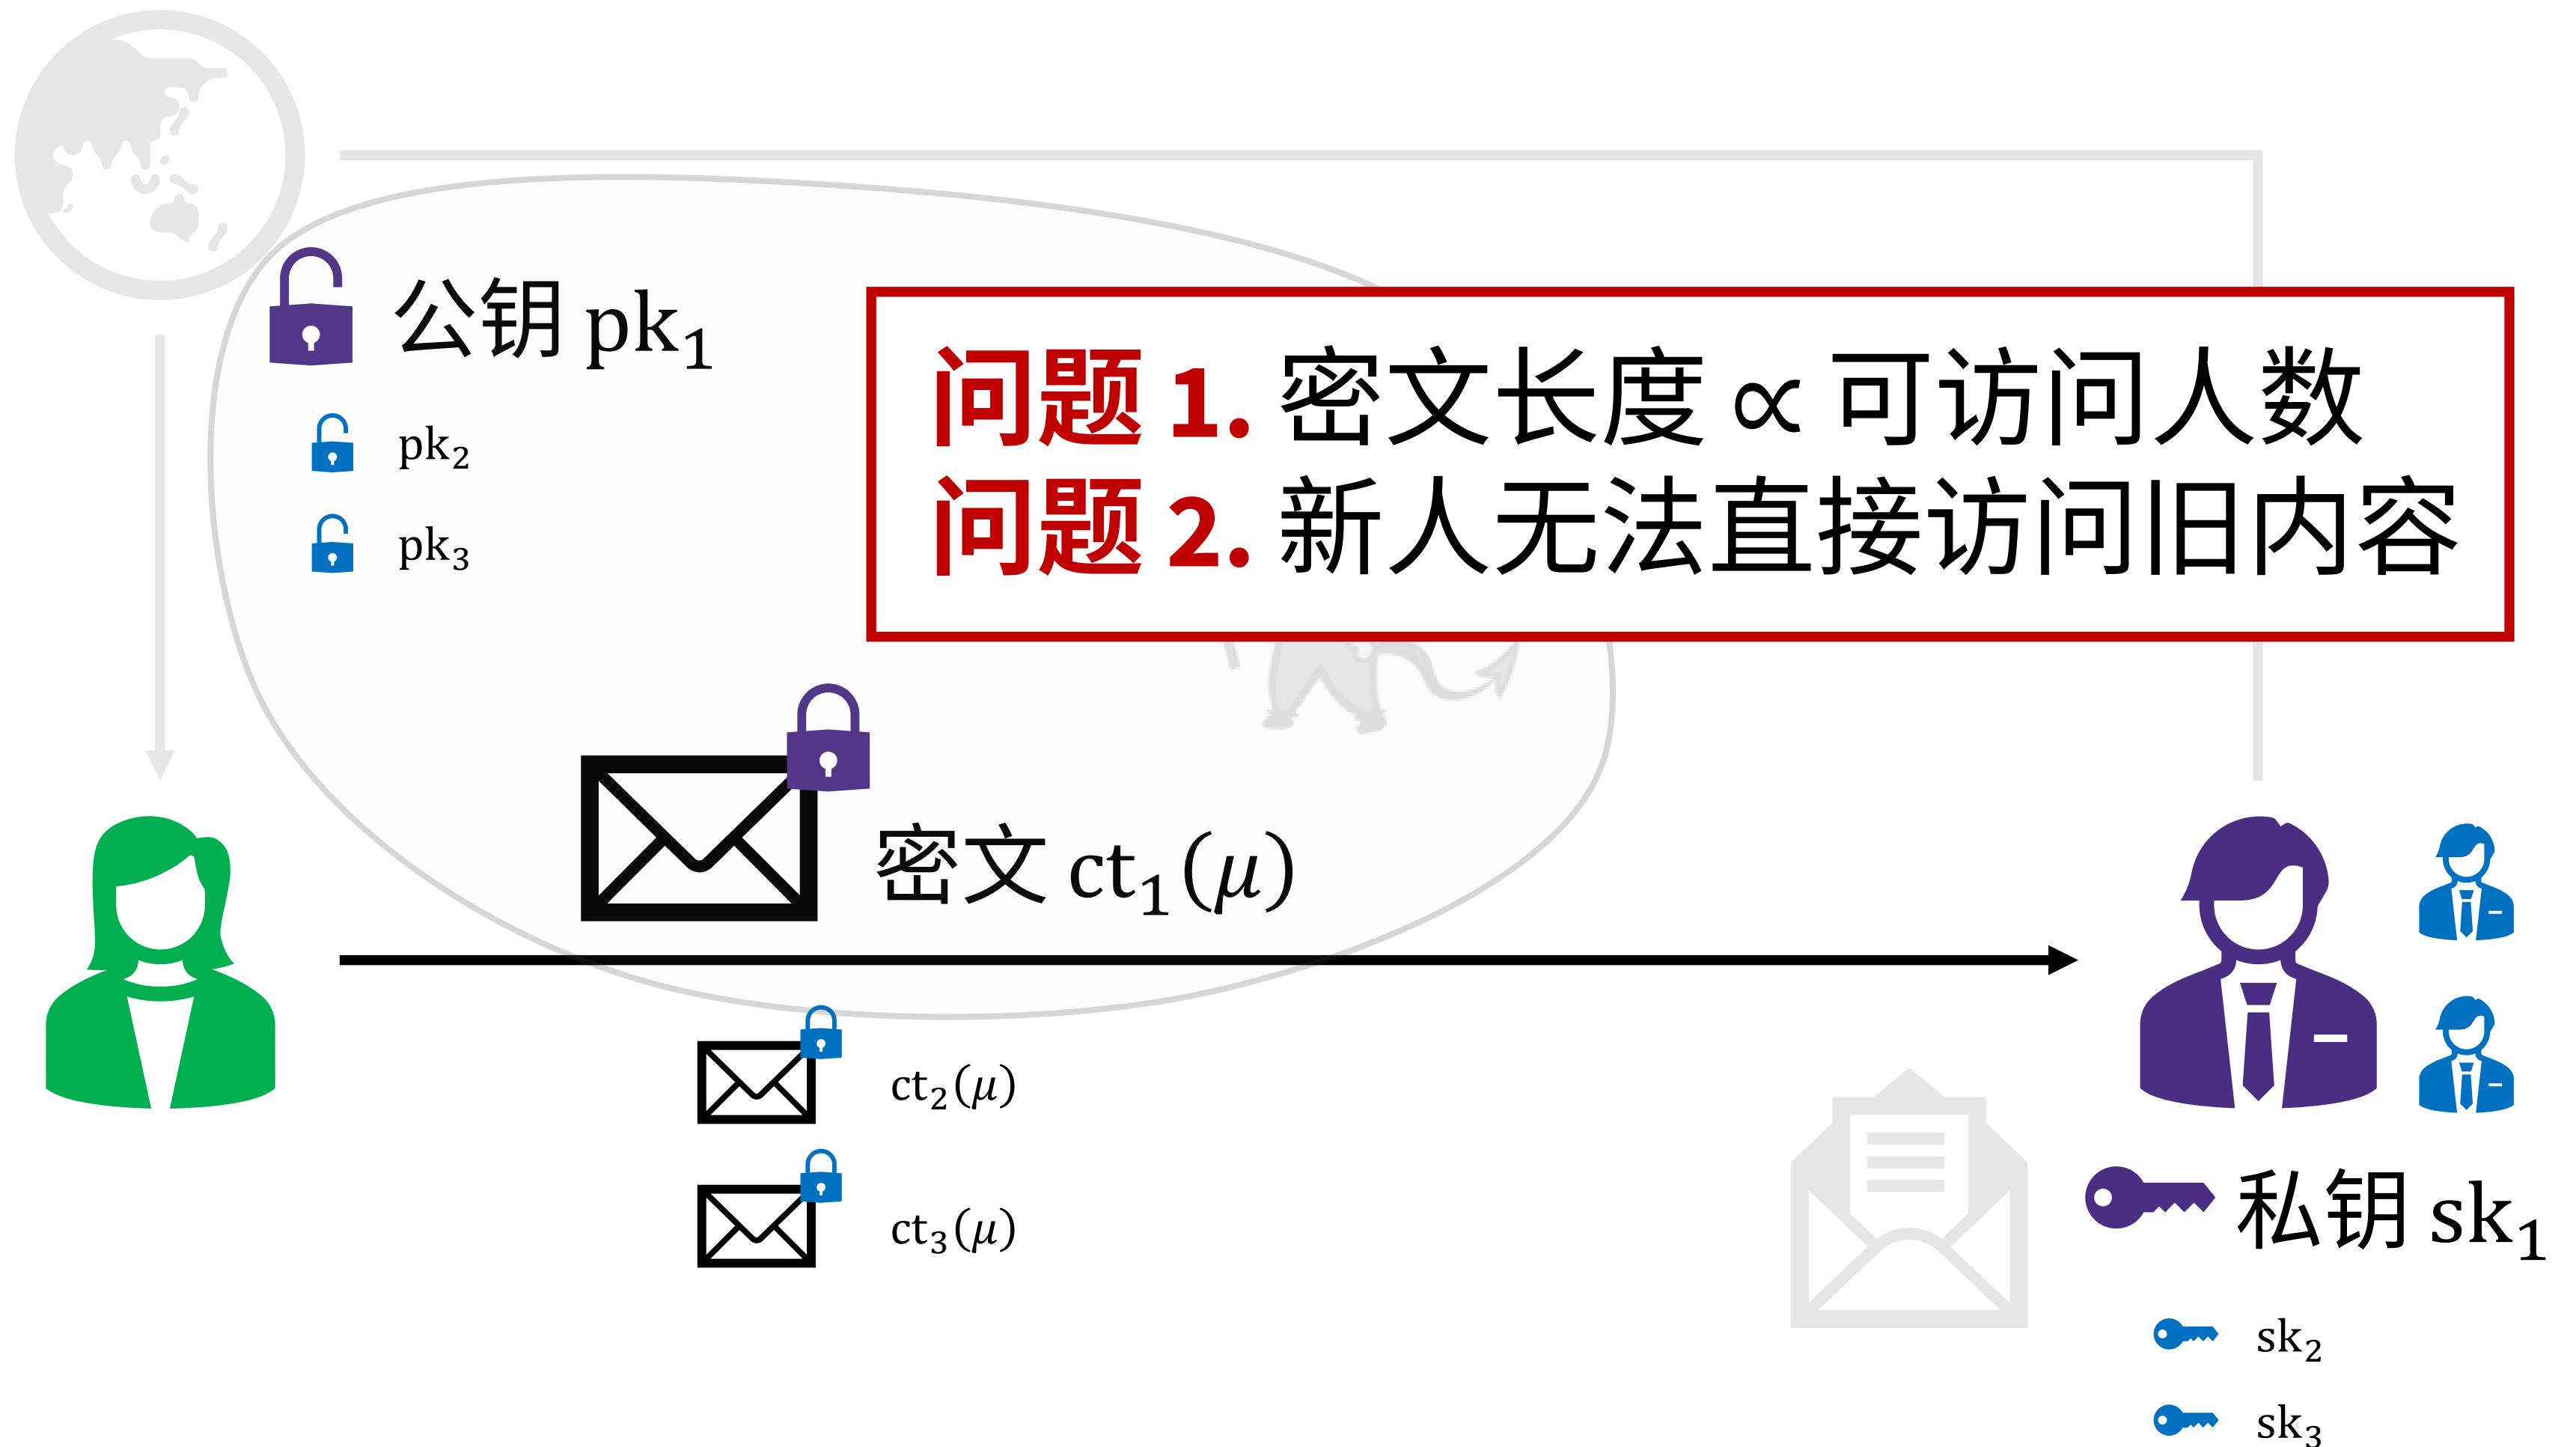 公钥 pk₁
pk₂
pk₃
问题 1. 密文长度 ∝ 可访问人数
问题 2. 新人无法直接访问旧内容
密文 ct₁(μ)
ct₂(μ)
ct₃(μ)
私钥 sk₁
sk₂
sk₃